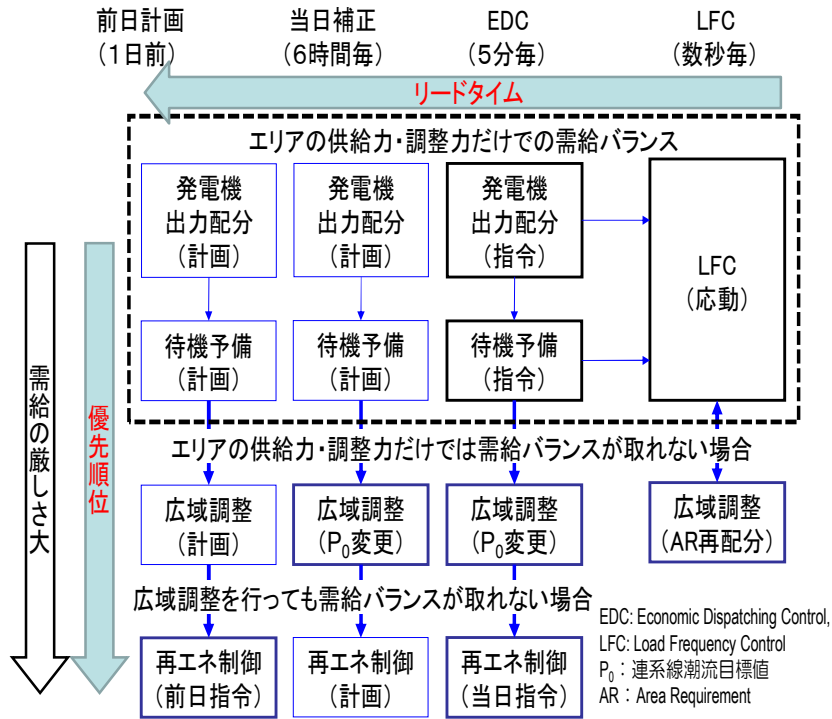 前日計画 当日補正 EDC LFC
（1日前） （6時間毎） （5分毎） （数秒毎）
リードタイム
エリアの供給力・調整力だけでの需給バランス
発電機 発電機 発電機
出力配分 出力配分 出力配分
（計画） （計画） （指令）
LFC
（応動）
待機予備 待機予備 待機予備
（計画） （計画） （指令）
需給の厳しさ大
優先順位
エリアの供給力・調整力だけでは需給バランスが取れない場合
広域調整 広域調整 広域調整 広域調整
（計画） （P₀変更） （P₀変更） （AR再配分）
広域調整を行っても需給バランスが取れない場合
再エネ制御 再エネ制御 再エネ制御
（前日指令） （計画） （当日指令）
EDC: Economic Dispatching Control,
LFC: Load Frequency Control
P₀：連系線潮流目標値
AR：Area Requirement